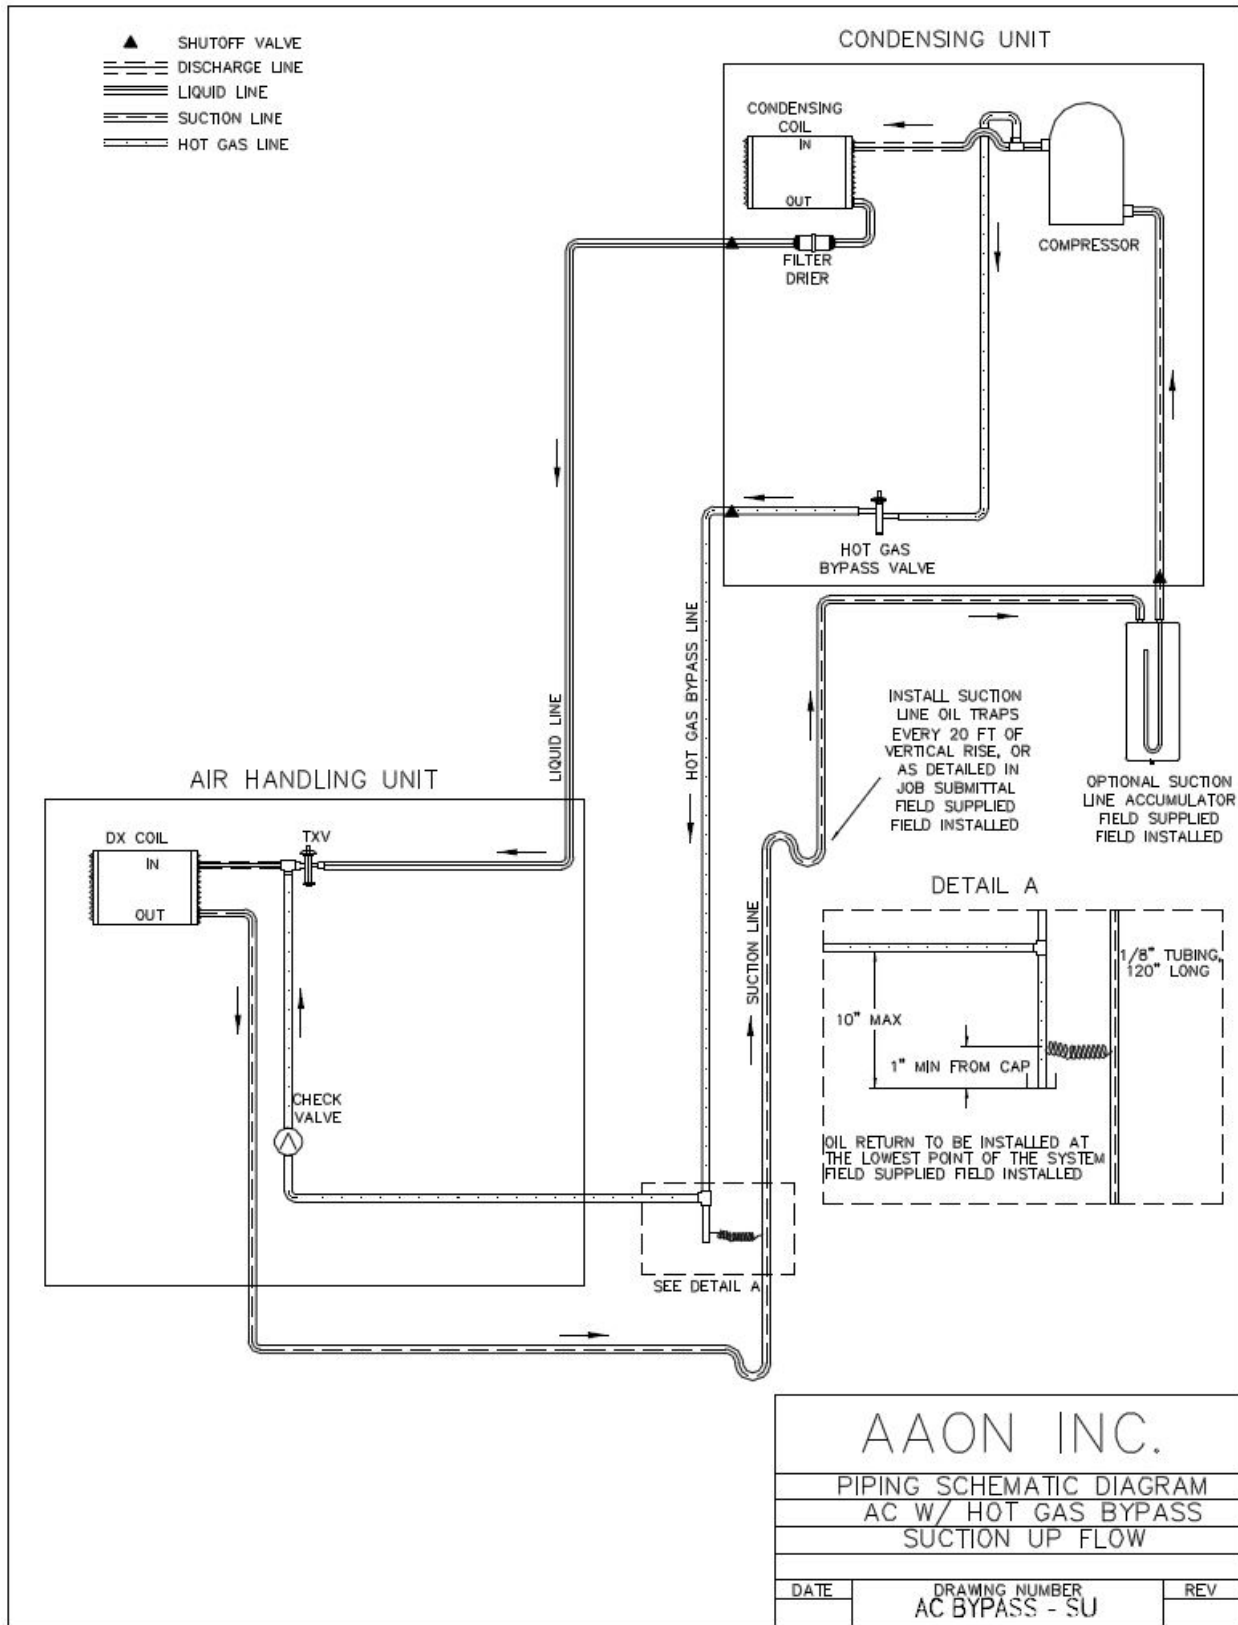 SHUTOFF VALVE
DISCHARGE LINE
LIQUID LINE
SUCTION LINE
HOT GAS LINE
CONDENSING UNIT
CONDENSING
COIL
IN
OUT
FILTER
DRIER
COMPRESSOR
HOT GAS
BYPASS VALVE
LIQUID LINE
HOT GAS BYPASS LINE
INSTALL SUCTION
LINE OIL TRAPS
EVERY 20 FT OF
VERTICAL RISE, OR
AS DETAILED IN
JOB SUBMITTAL
FIELD SUPPLIED
FIELD INSTALLED
OPTIONAL SUCTION
LINE ACCUMULATOR
FIELD SUPPLIED
FIELD INSTALLED
AIR HANDLING UNIT
DX COIL
IN
OUT
TXV
CHECK
VALVE
SUCTION LINE
SEE DETAIL A
DETAIL A
1/8" TUBING,
120" LONG
10" MAX
1" MIN FROM CAP
OIL RETURN TO BE INSTALLED AT
THE LOWEST POINT OF THE SYSTEM
FIELD SUPPLIED FIELD INSTALLED
AAON INC.
PIPING SCHEMATIC DIAGRAM
AC W/ HOT GAS BYPASS
SUCTION UP FLOW
DATE
DRAWING NUMBER
REV
AC BYPASS - SU